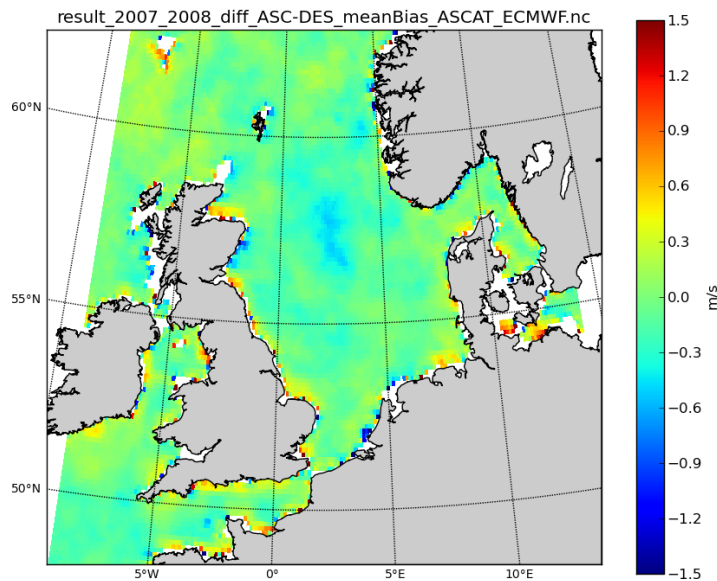 result_2007_2008_diff_ASC-DES_meanBias_ASCAT_ECMWF.nc
60°N
55°N
50°N
5°W
0°E
5°E
10°E
1.5
1.2
0.9
0.6
0.3
0.0
−0.3
−0.6
−0.9
−1.2
−1.5
m/s